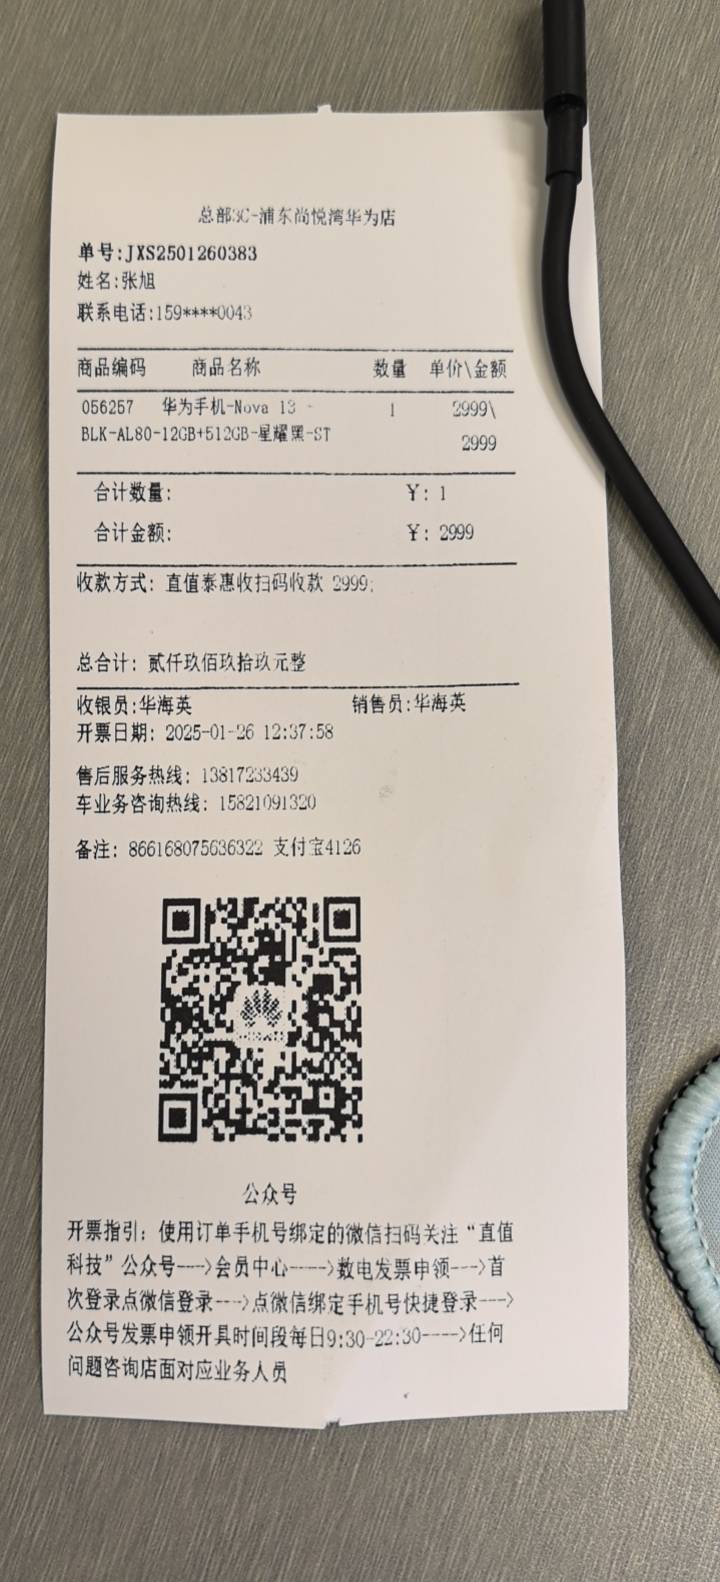 总部3C-浦东尚悦湾华为店
单号:JXS2501260383
姓名:张旭
联系电话:159****0043
商品编码 商品名称 数量 单价\金额
056257 华为手机-Nova 13 - 1 2999\
BLK-AL80-12GB+512GB-星耀黑-ST 2999
合计数量: ￥: 1
合计金额: ￥: 2999
收款方式: 直值泰惠收扫码收款 2999;
总合计: 贰仟玖佰玖拾玖元整
收银员:华海英 销售员:华海英
开票日期: 2025-01-26 12:37:58
售后服务热线: 13817233439
车业务咨询热线: 15821091320
备注: 866168075636322 支付宝4126
公众号
开票指引: 使用订单手机号绑定的微信扫码关注“直值
科技”公众号--->会员中心---->数电发票申领--->首
次登录点微信登录--->点微信绑定手机号快捷登录--->
公众号发票申领开具时间段每日9:30-22:30---->任何
问题咨询店面对应业务人员